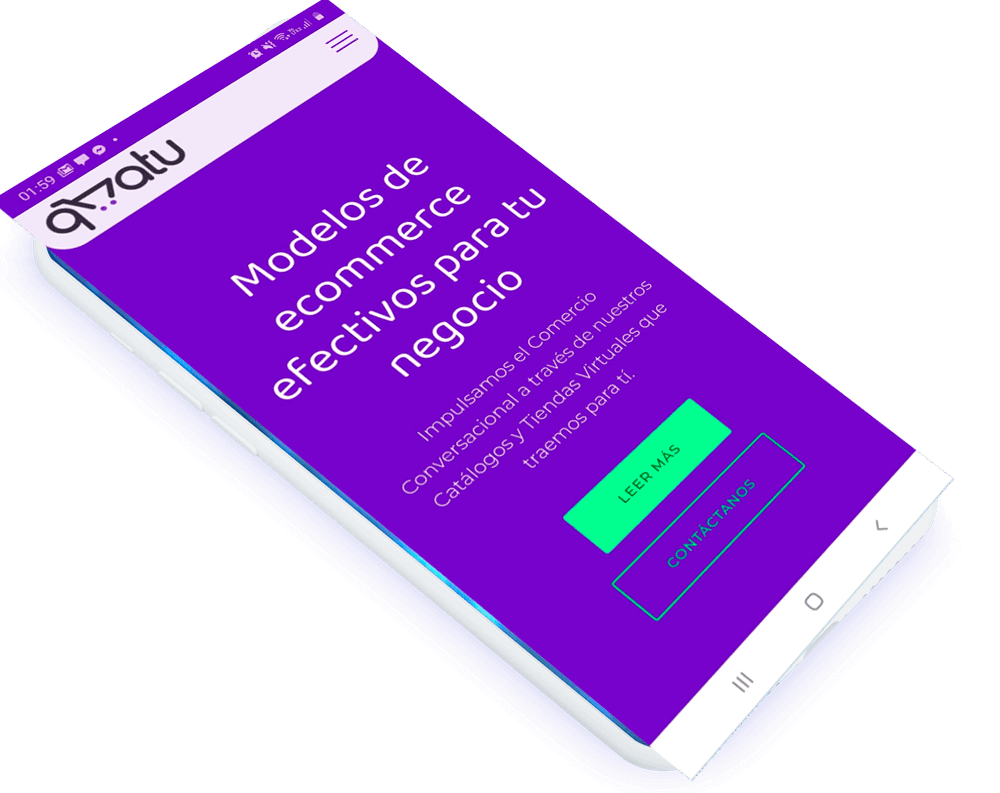 01:59
qizatu
Modelos de
ecommerce
efectivos para tu
negocio
Impulsamos el Comercio
Conversacional a través de nuestros
Catálogos y Tiendas Virtuales que
traemos para tí.
LEER MÁS
CONTÁCTANOS